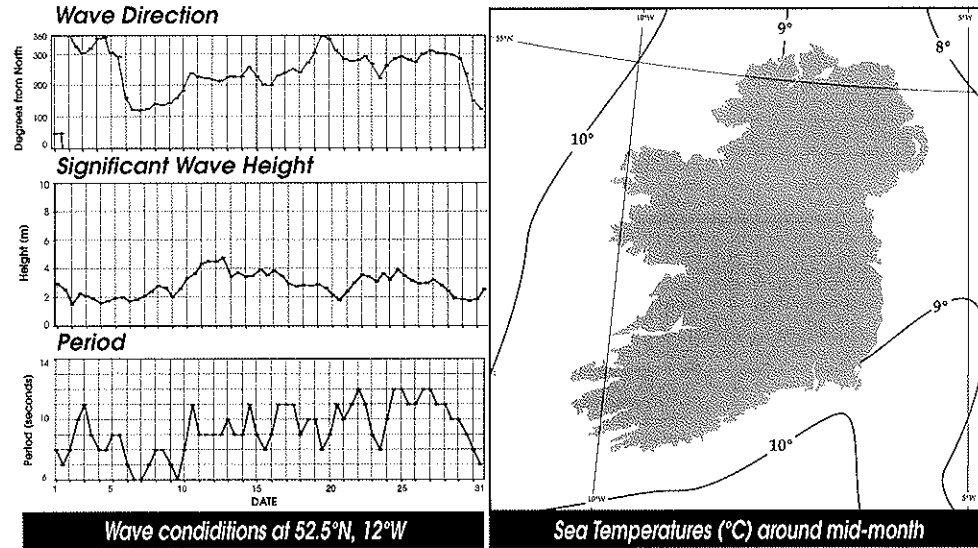 Wave Direction
Degrees from North
360
300
200
100
0
Significant Wave Height
Height (m)
10
8
6
4
2
0
Period
Period (seconds)
14
10
6
1 5 10 15 20 25 31
DATE
Wave condiditions at 52.5°N, 12°W
10°W
5°W
55°N
9°
8°
10°
9°
10°
10°W
5°W
Sea Temperatures (°C) around mid-month